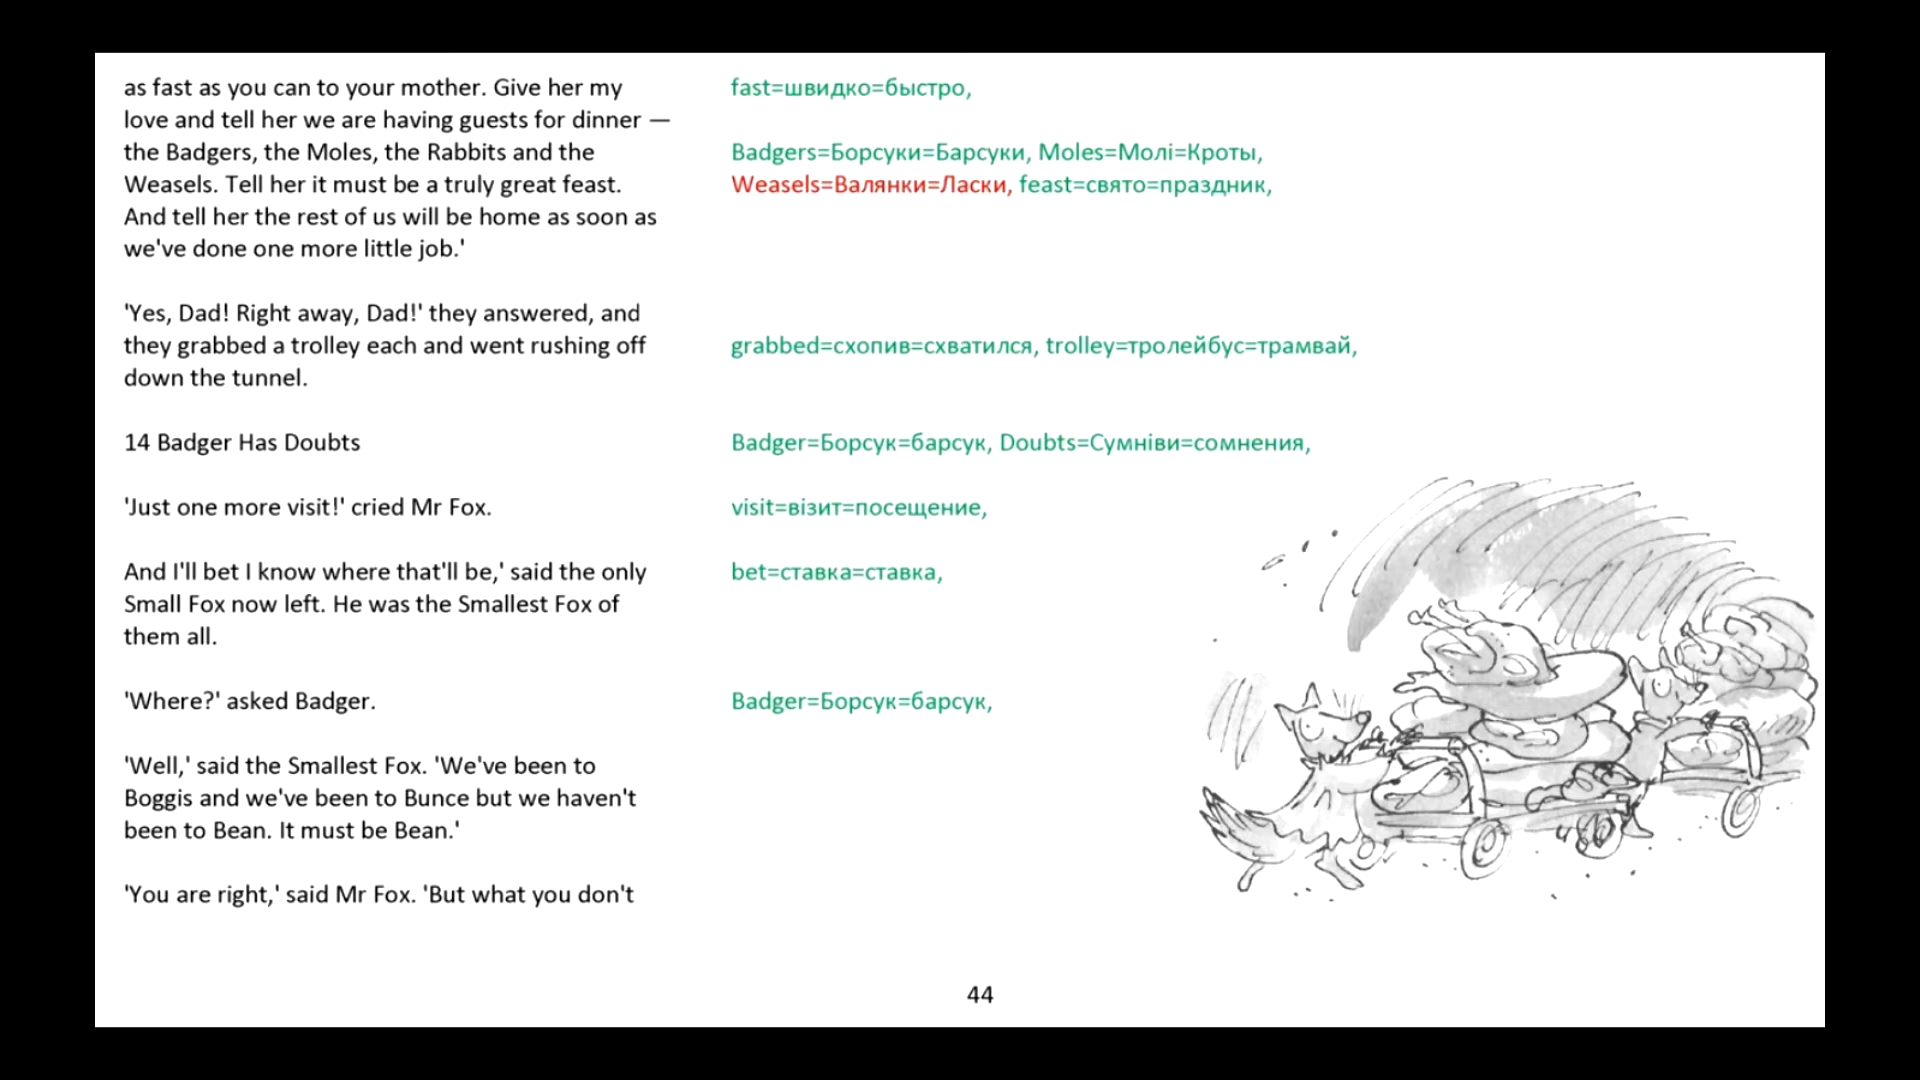 as fast as you can to your mother. Give her my
fast=швидко=быстро,
love and tell her we are having guests for dinner —
the Badgers, the Moles, the Rabbits and the
Badgers=Борсуки=Барсуки, Moles=Молі=Кроты,
Weasels. Tell her it must be a truly great feast.
Weasels=Валянки=Ласки, feast=свято=праздник,
And tell her the rest of us will be home as soon as
we've done one more little job.'
'Yes, Dad! Right away, Dad!' they answered, and
they grabbed a trolley each and went rushing off
grabbed=схопив=схватился, trolley=тролейбус=трамвай,
down the tunnel.
14 Badger Has Doubts
Badger=Борсук=барсук, Doubts=Сумніви=сомнения,
'Just one more visit!' cried Mr Fox.
visit=візит=посещение,
And I'll bet I know where that'll be,' said the only
bet=ставка=ставка,
Small Fox now left. He was the Smallest Fox of
them all.
'Where?' asked Badger.
Badger=Борсук=барсук,
'Well,' said the Smallest Fox. 'We've been to
Boggis and we've been to Bunce but we haven't
been to Bean. It must be Bean.'
'You are right,' said Mr Fox. 'But what you don't
44